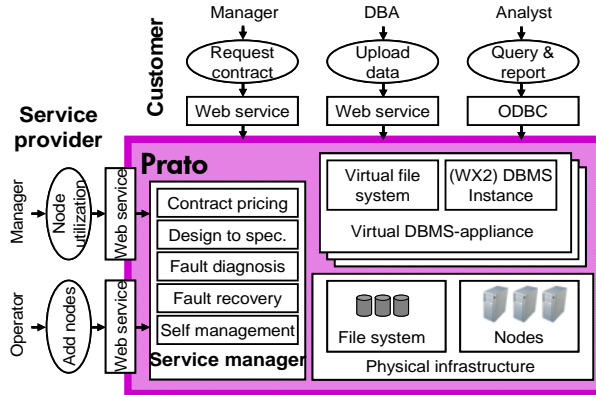 Manager
DBA
Analyst
Customer
Request
contract
Upload
data
Query &
report
Web service
Web service
ODBC
Service
provider
Prato
Manager
Node
utilization
Web service
Operator
Add nodes
Web service
Contract pricing
Design to spec.
Fault diagnosis
Fault recovery
Self management
Service manager
Virtual file
system
(WX2) DBMS
Instance
Virtual DBMS-appliance
File system
Nodes
Physical infrastructure